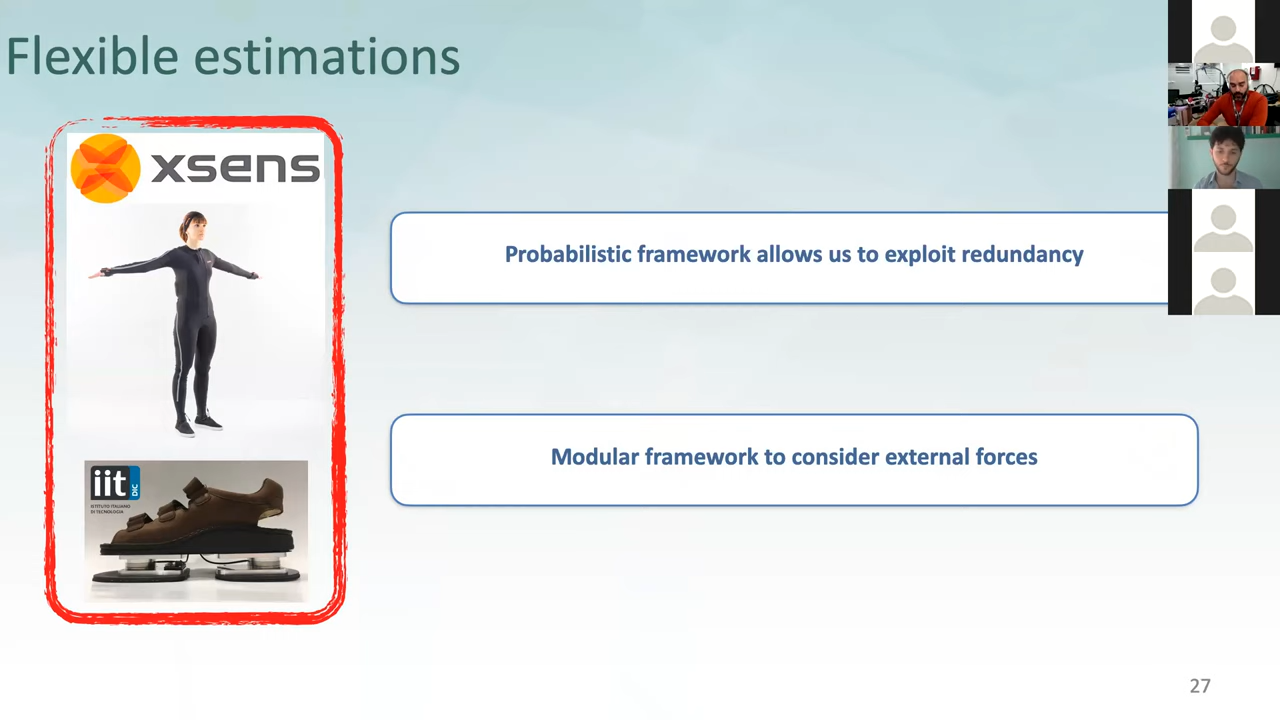 Flexible estimations
xsens
Probabilistic framework allows us to exploit redundancy
Modular framework to consider external forces
iit
DIC
ISTITUTO ITALIANO
DI TECNOLOGIA
27